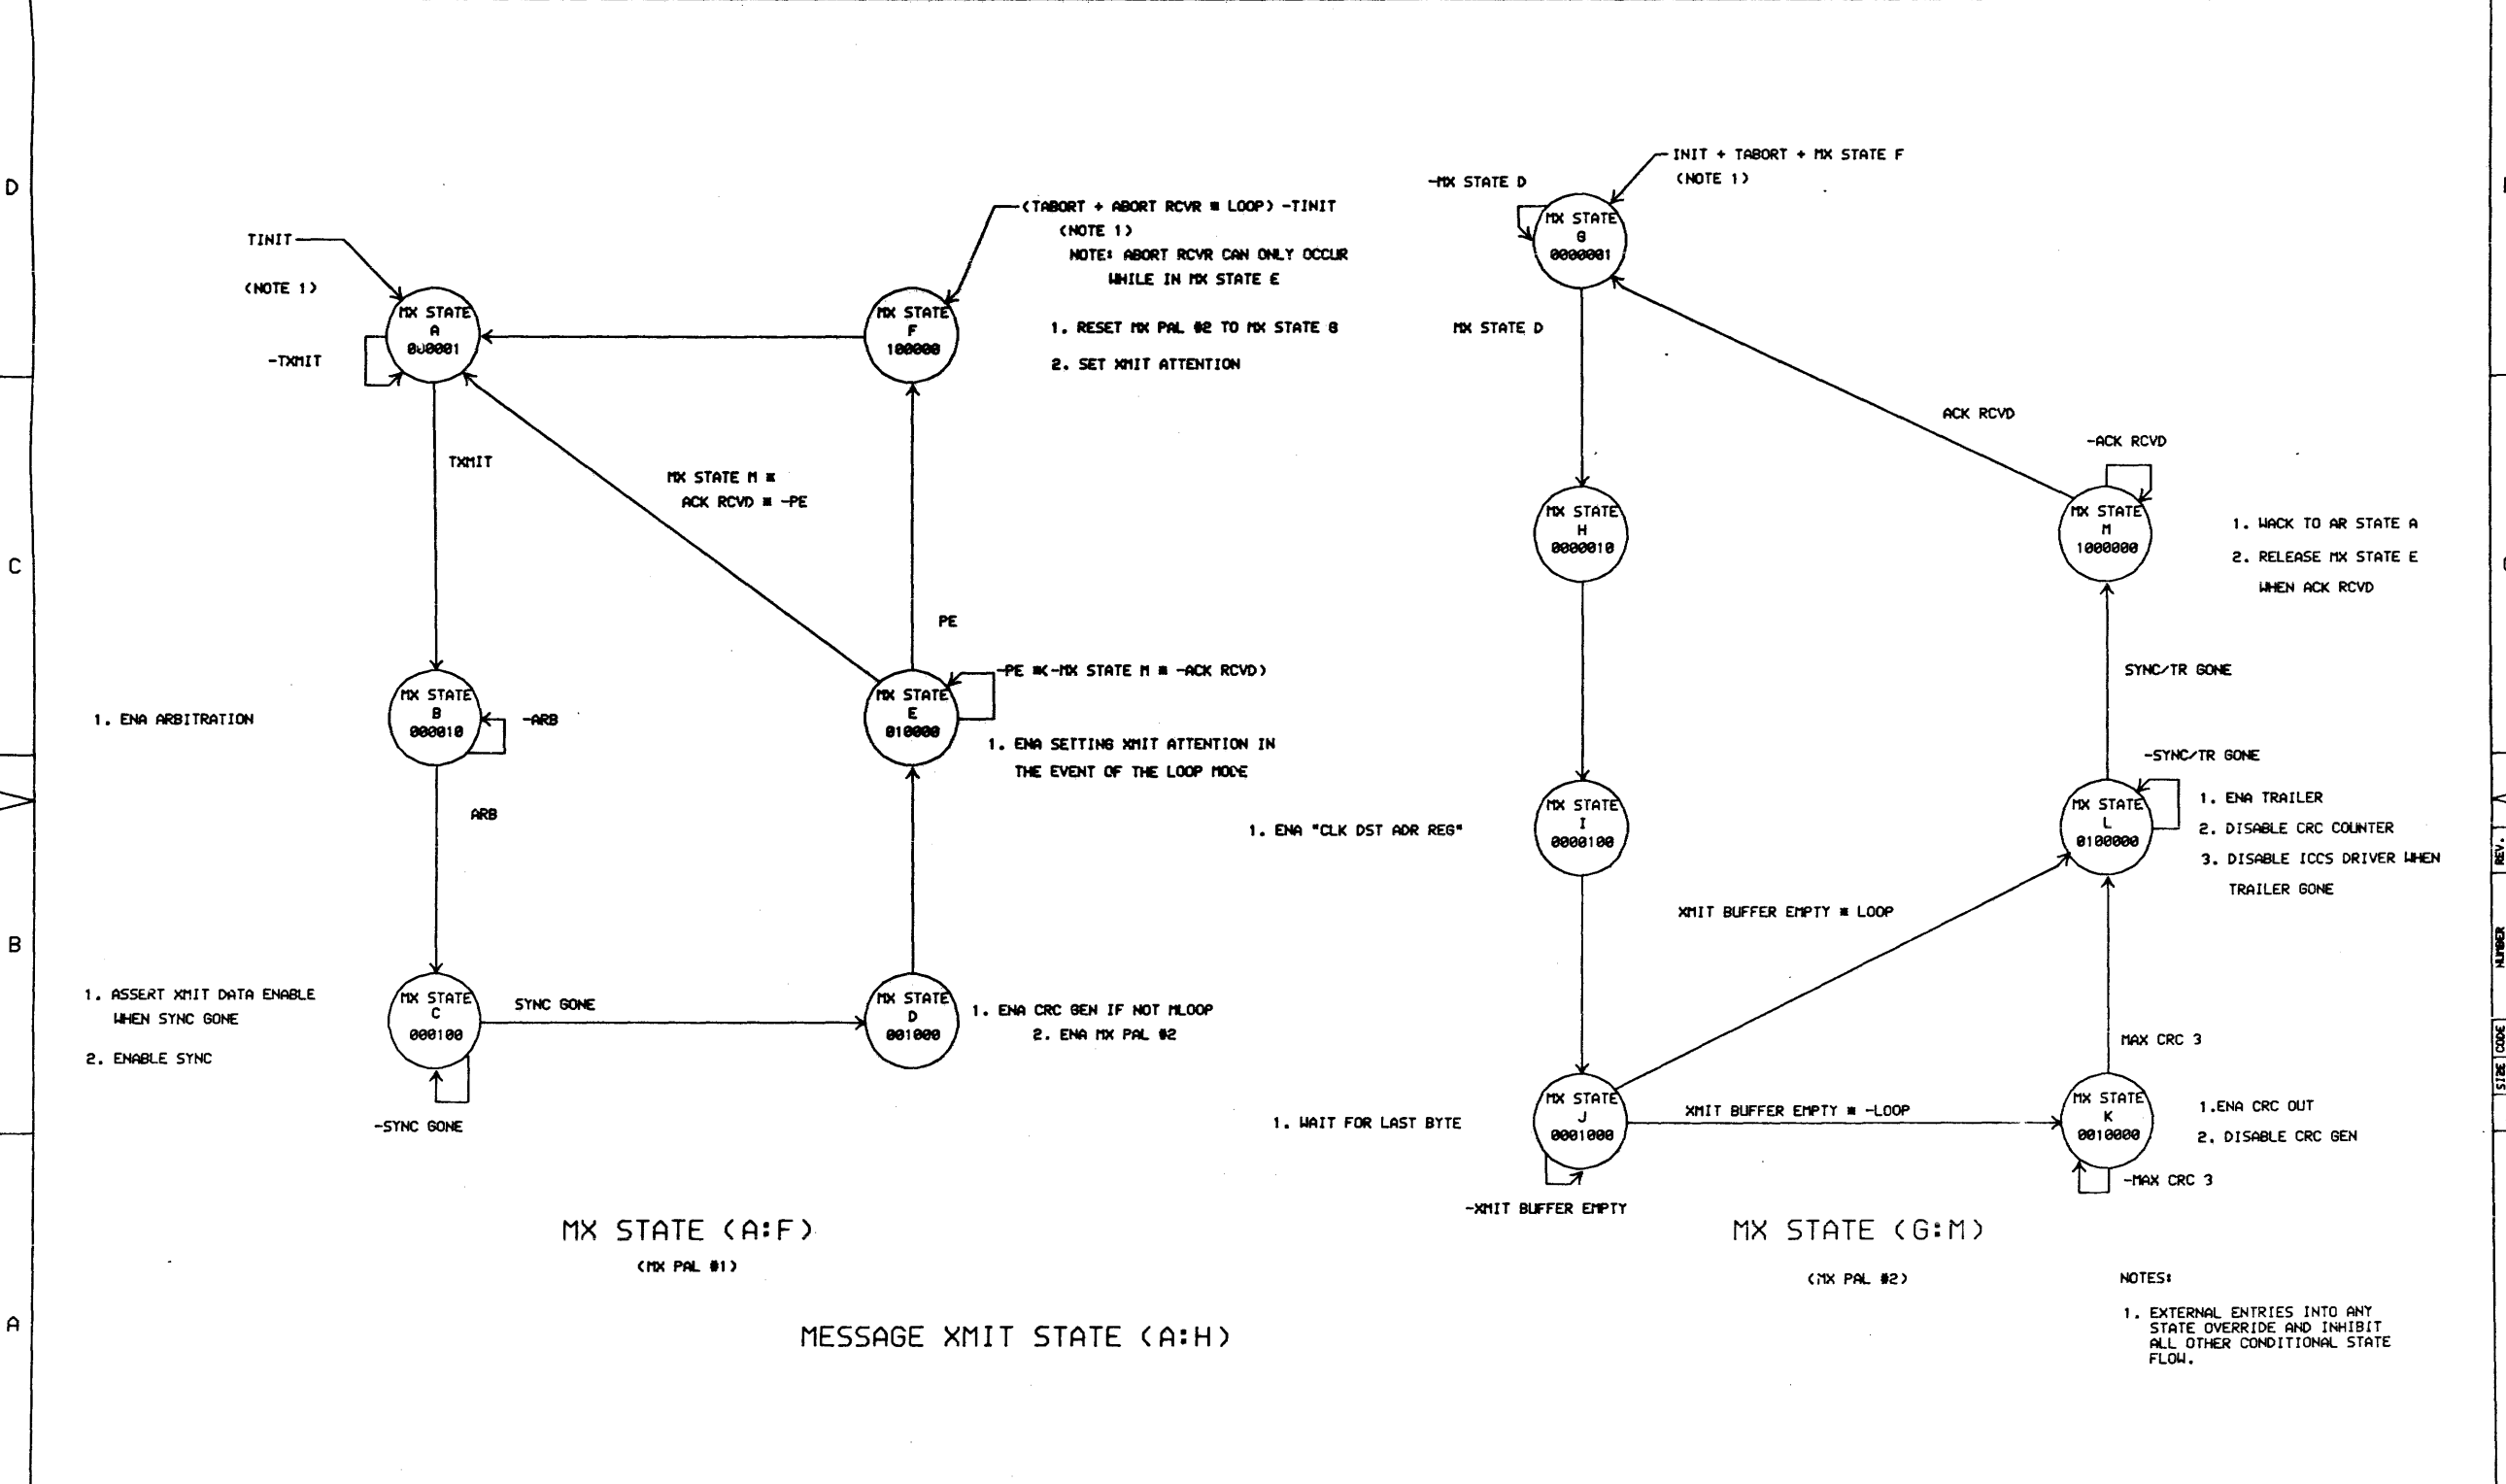 D
C
B
A
TINIT
(NOTE 1)
MX STATE
A
000001
-TXMIT
TXMIT
MX STATE
B
000010
1. ENA ARBITRATION
-ARB
ARB
1. ASSERT XMIT DATA ENABLE
WHEN SYNC GONE
2. ENABLE SYNC
MX STATE
C
000100
-SYNC GONE
SYNC GONE
MX STATE
D
001000
1. ENA CRC GEN IF NOT MLOOP
2. ENA MX PAL #2
MX STATE
E
010000
-PE *(-MX STATE M * -ACK RCVD)
1. ENA SETTING XMIT ATTENTION IN
THE EVENT OF THE LOOP MODE
PE
MX STATE M *
ACK RCVD * -PE
MX STATE
F
100000
(TABORT + ABORT RCVR * LOOP) -TINIT
(NOTE 1)
NOTE: ABORT RCVR CAN ONLY OCCUR
WHILE IN MX STATE E
1. RESET MX PAL #2 TO MX STATE G
2. SET XMIT ATTENTION
MX STATE (A:F)
(MX PAL #1)
INIT + TABORT + MX STATE F
(NOTE 1)
-MX STATE D
MX STATE
G
0000001
MX STATE D
MX STATE
H
0000010
MX STATE
I
0000100
1. ENA "CLK DST ADR REG"
MX STATE
J
0001000
1. WAIT FOR LAST BYTE
-XMIT BUFFER EMPTY
XMIT BUFFER EMPTY * LOOP
XMIT BUFFER EMPTY * -LOOP
MX STATE
K
0010000
1.ENA CRC OUT
2. DISABLE CRC GEN
-MAX CRC 3
MAX CRC 3
MX STATE
L
0100000
-SYNC/TR GONE
1. ENA TRAILER
2. DISABLE CRC COUNTER
3. DISABLE ICCS DRIVER WHEN
TRAILER GONE
SYNC/TR GONE
MX STATE
M
1000000
-ACK RCVD
1. WACK TO AR STATE A
2. RELEASE MX STATE E
WHEN ACK RCVD
ACK RCVD
MX STATE (G:M)
(MX PAL #2)
NOTES:
1. EXTERNAL ENTRIES INTO ANY
STATE OVERRIDE AND INHIBIT
ALL OTHER CONDITIONAL STATE
FLOW.
MESSAGE XMIT STATE (A:H)
REV.
NUMBER
CODE
SIZE